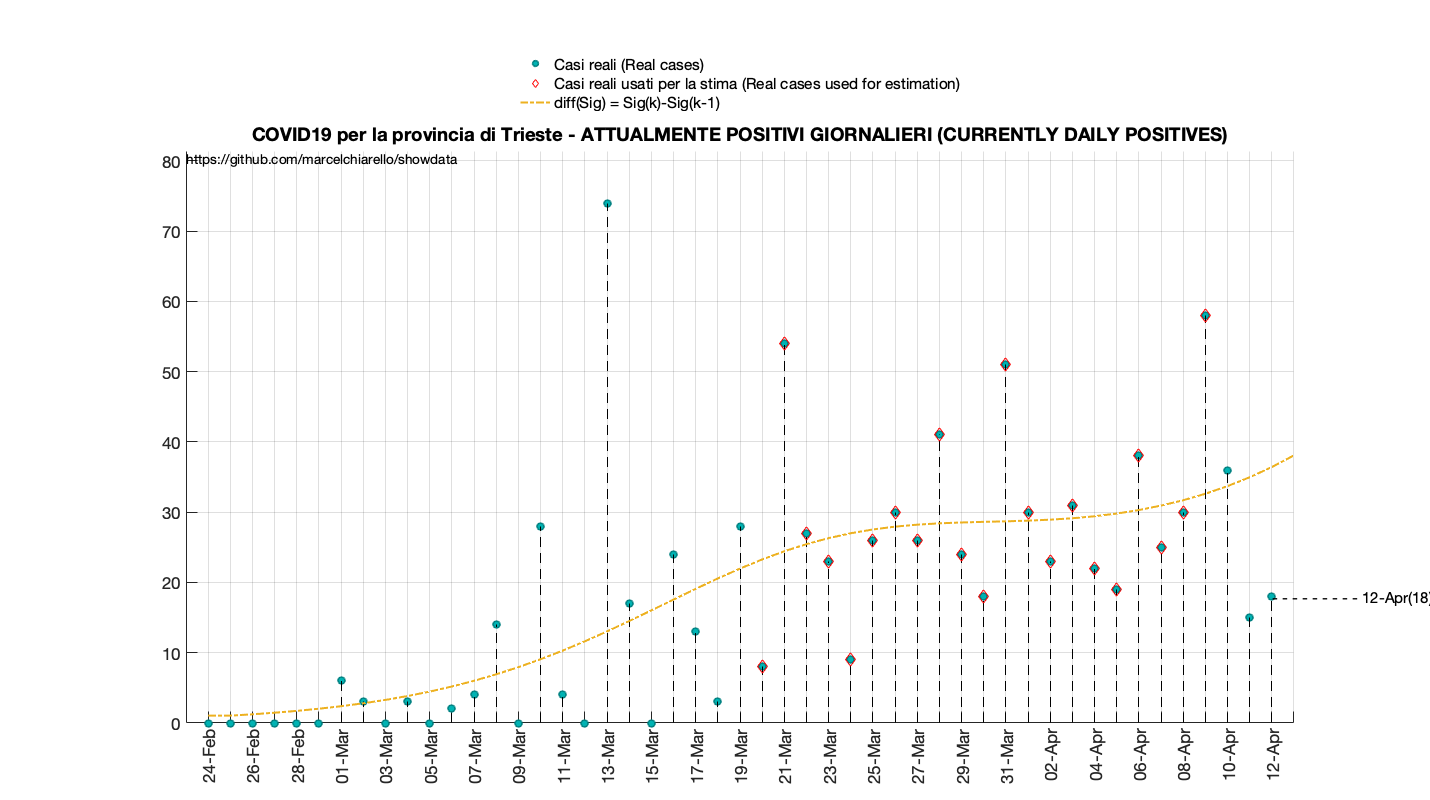 Casi reali (Real cases)
Casi reali usati per la stima (Real cases used for estimation)
diff(Sig) = Sig(k)-Sig(k-1)
COVID19 per la provincia di Trieste - ATTUALMENTE POSITIVI GIORNALIERI (CURRENTLY DAILY POSITIVES)
https://github.com/marcelchiarello/showdata
80
70
60
50
40
30
20
10
0
12-Apr(18)
24-Feb
26-Feb
28-Feb
01-Mar
03-Mar
05-Mar
07-Mar
09-Mar
11-Mar
13-Mar
15-Mar
17-Mar
19-Mar
21-Mar
23-Mar
25-Mar
27-Mar
29-Mar
31-Mar
02-Apr
04-Apr
06-Apr
08-Apr
10-Apr
12-Apr